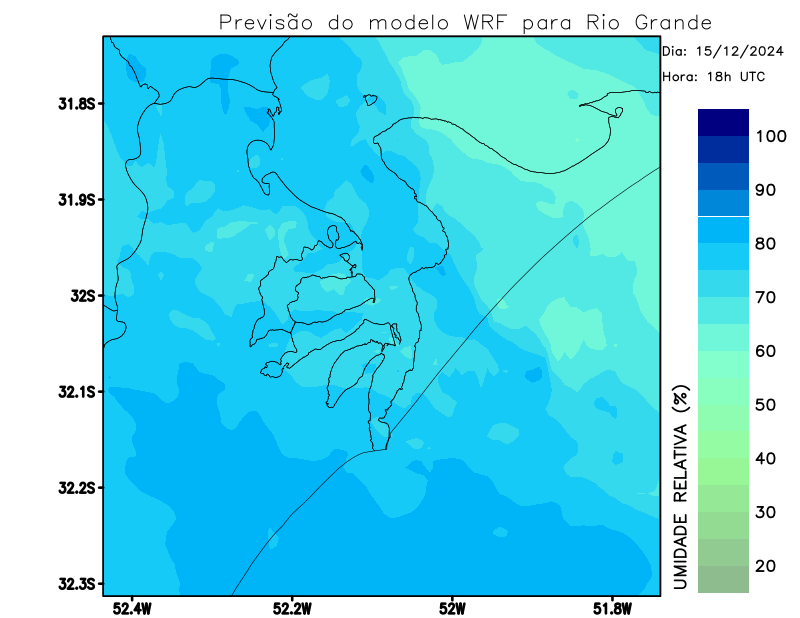 Previsão do modelo WRF para Rio Grande
Dia: 15/12/2024
Hora: 18h UTC
31.8S
31.9S
32S
32.1S
32.2S
32.3S
52.4W
52.2W
52W
51.8W
100
90
80
70
60
50
40
30
20
UMIDADE RELATIVA (%)